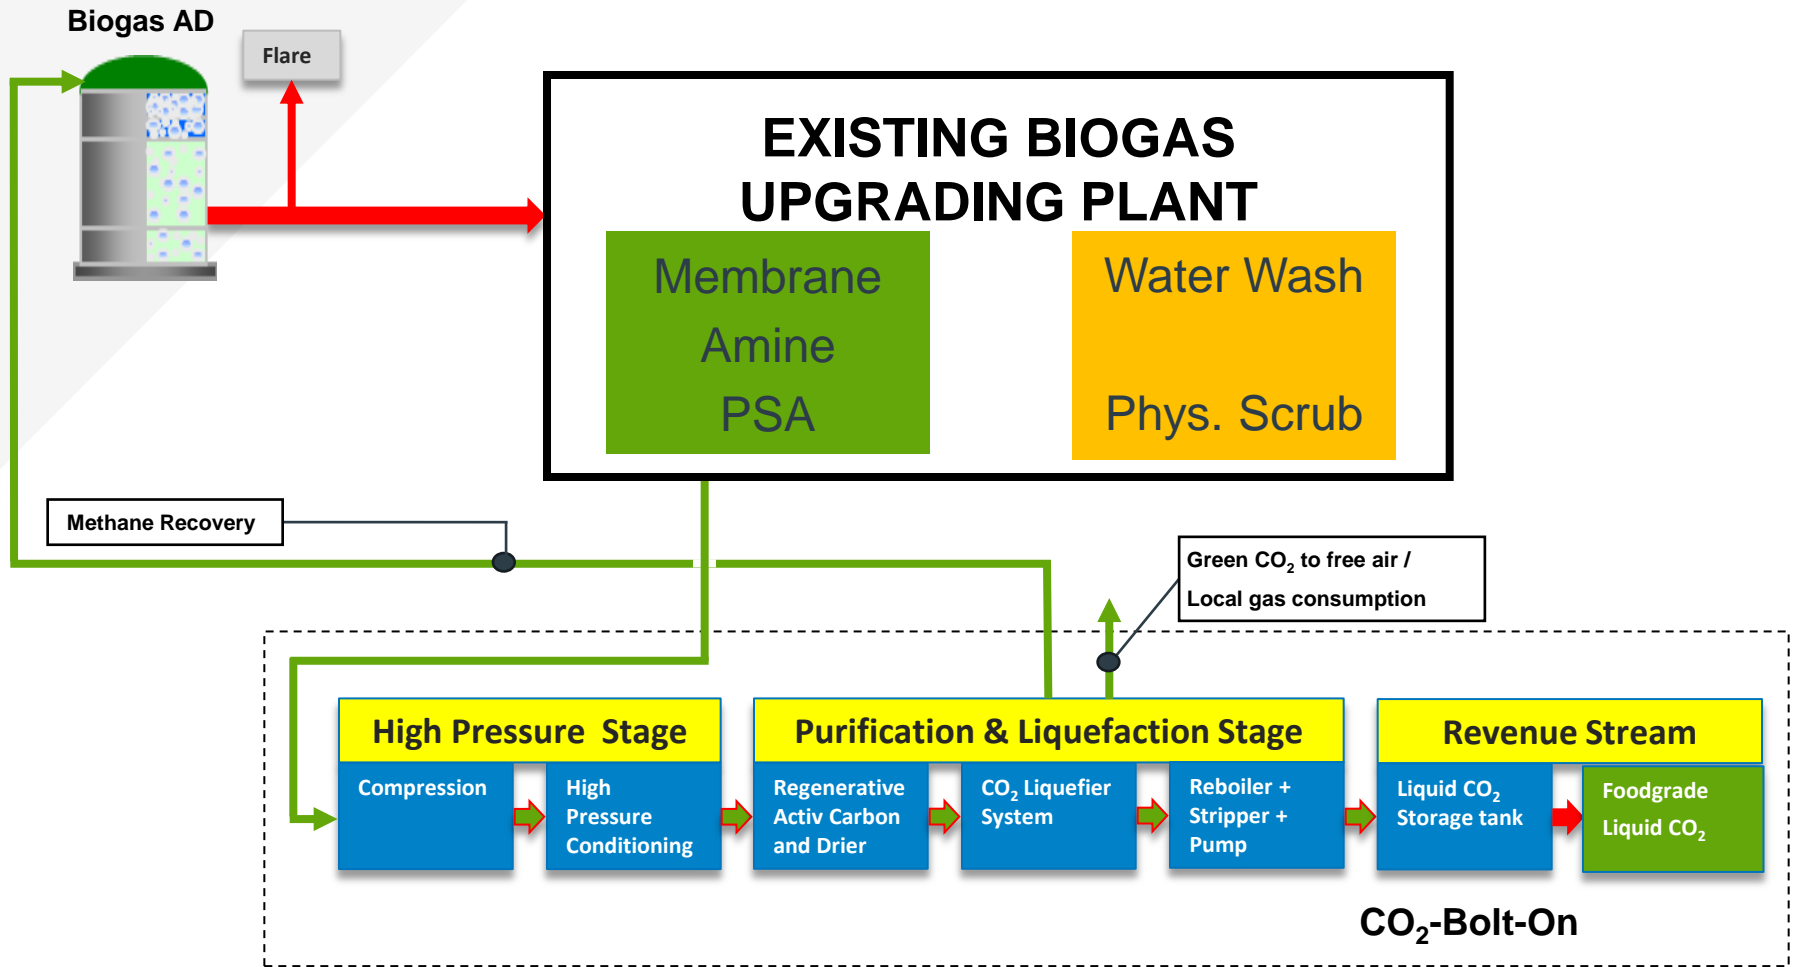 Biogas AD
Flare
EXISTING BIOGAS
UPGRADING PLANT
Membrane
Amine
PSA
Water Wash
Phys. Scrub
Methane Recovery
Green CO₂ to free air /
Local gas consumption
High Pressure Stage
Compression
High
Pressure
Conditioning
Purification & Liquefaction Stage
Regenerative
Activ Carbon
and Drier
CO₂ Liquefier
System
Reboiler +
Stripper +
Pump
Revenue Stream
Liquid CO₂
Storage tank
Foodgrade
Liquid CO₂
CO₂-Bolt-On